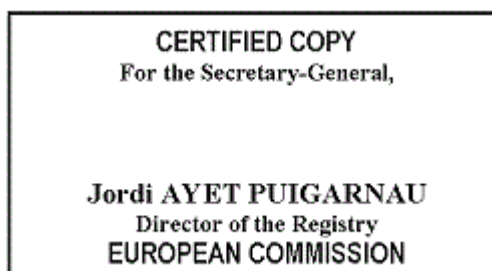 CERTIFIED COPY
For the Secretary-General,
Jordi AYET PUIGARNAU
Director of the Registry
EUROPEAN COMMISSION